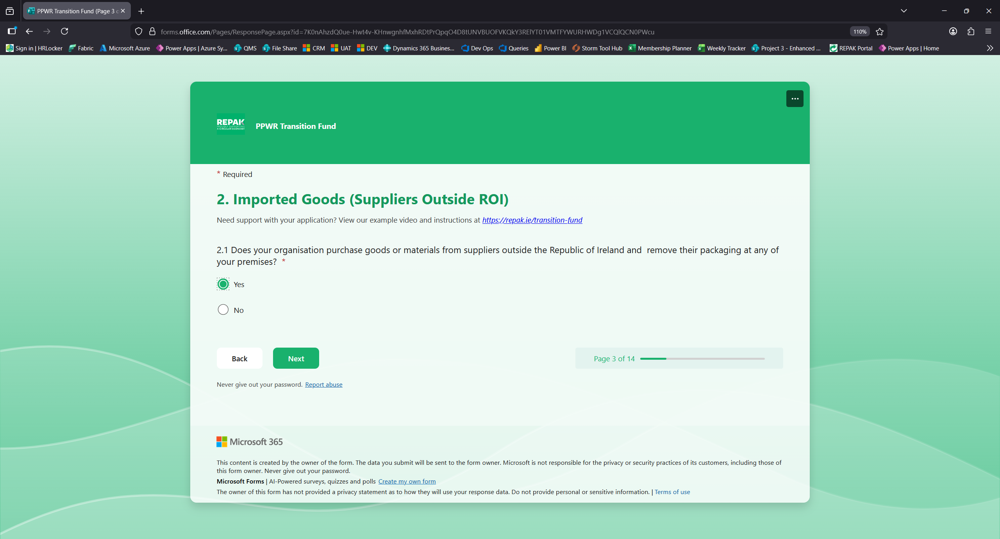 PPWR Transition Fund (Page 3 o
forms.office.com/Pages/ResponsePage.aspx?id=7K0nAhzdQ0ue-Hwt4v-KHnwgnhfMxhRDtPrQpqO4D8tUNVBUOFVKQkY3RElYT01VMTFYWURHWDg1VCQlQCN0PWcu
110%
Sign in | HRLocker Fabric Microsoft Azure Power Apps | Azure Sy... QMS File Share CRM UAT DEV Dynamics 365 Busines... Dev Ops Queries Power BI Storm Tool Hub Membership Planner Weekly Tracker Project 3 - Enhanced ... REPAK Portal Power Apps | Home
REPAK
PROUDLY SUPPORTING
A CIRCULAR ECONOMY
PPWR Transition Fund
* Required
2. Imported Goods (Suppliers Outside ROI)
Need support with your application? View our example video and instructions at https://repak.ie/transition-fund
2.1 Does your organisation purchase goods or materials from suppliers outside the Republic of Ireland and  remove their packaging at any of
your premises? *
Yes
No
Back
Next
Page 3 of 14
Never give out your password. Report abuse
Microsoft 365
This content is created by the owner of the form. The data you submit will be sent to the form owner. Microsoft is not responsible for the privacy or security practices of its customers, including those of
this form owner. Never give out your password.
Microsoft Forms | AI-Powered surveys, quizzes and polls Create my own form
The owner of this form has not provided a privacy statement as to how they will use your response data. Do not provide personal or sensitive information. | Terms of use